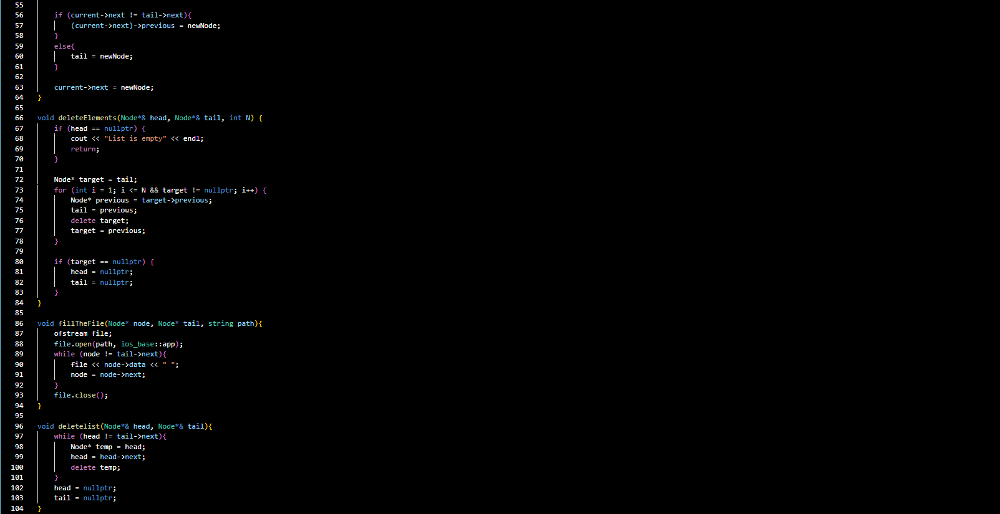 55
56 if (current->next != tail->next){
57 (current->next)->previous = newNode;
58 }
59 else{
60 tail = newNode;
61 }
62
63 current->next = newNode;
64 }
65
66 void deleteElements(Node*& head, Node*& tail, int N) {
67 if (head == nullptr) {
68 cout << "List is empty" << endl;
69 return;
70 }
71
72 Node* target = tail;
73 for (int i = 1; i <= N && target != nullptr; i++) {
74 Node* previous = target->previous;
75 tail = previous;
76 delete target;
77 target = previous;
78 }
79
80 if (target == nullptr) {
81 head = nullptr;
82 tail = nullptr;
83 }
84 }
85
86 void fillTheFile(Node* node, Node* tail, string path){
87 ofstream file;
88 file.open(path, ios_base::app);
89 while (node != tail->next){
90 file << node->data << " ";
91 node = node->next;
92 }
93 file.close();
94 }
95
96 void deletelist(Node*& head, Node*& tail){
97 while (head != tail->next){
98 Node* temp = head;
99 head = head->next;
100 delete temp;
101 }
102 head = nullptr;
103 tail = nullptr;
104 }